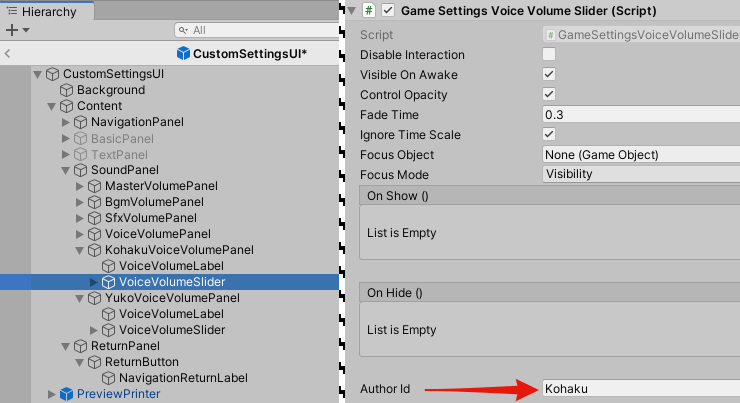 Hierarchy
All
CustomSettingsUI*
CustomSettingsUI
Background
Content
NavigationPanel
BasicPanel
TextPanel
SoundPanel
MasterVolumePanel
BgmVolumePanel
SfxVolumePanel
VoiceVolumePanel
KohakuVoiceVolumePanel
VoiceVolumeLabel
VoiceVolumeSlider
YukoVoiceVolumePanel
VoiceVolumeLabel
VoiceVolumeSlider
ReturnPanel
ReturnButton
NavigationReturnLabel
PreviewPrinter
# Game Settings Voice Volume Slider (Script)
Script # GameSettingsVoiceVolumeSlider
Disable Interaction
Visible On Awake
Control Opacity
Fade Time 0.3
Ignore Time Scale
Focus Object None (Game Object)
Focus Mode Visibility
On Show ()
List is Empty
On Hide ()
List is Empty
Author Id Kohaku